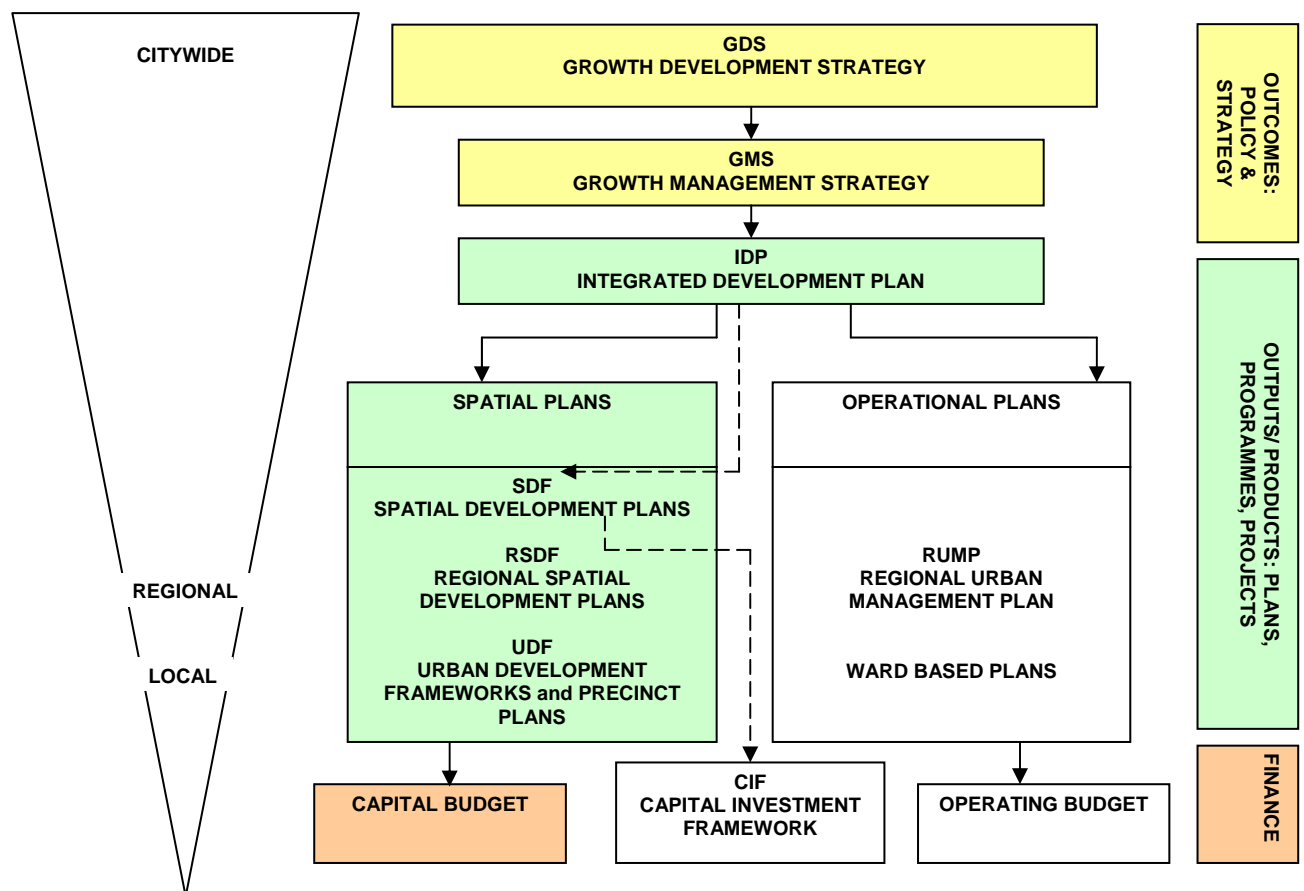 CITYWIDE
GDS
GROWTH DEVELOPMENT STRATEGY
GMS
GROWTH MANAGEMENT STRATEGY
IDP
INTEGRATED DEVELOPMENT PLAN
SPATIAL PLANS
SDF
SPATIAL DEVELOPMENT PLANS
RSDF
REGIONAL SPATIAL
DEVELOPMENT PLANS
UDF
URBAN DEVELOPMENT
FRAMEWORKS and PRECINCT
PLANS
OPERATIONAL PLANS
RUMP
REGIONAL URBAN
MANAGEMENT PLAN
WARD BASED PLANS
REGIONAL
LOCAL
CAPITAL BUDGET
CIF
CAPITAL INVESTMENT
FRAMEWORK
OPERATING BUDGET
OUTCOMES:
POLICY &
STRATEGY
OUTPUTS/ PRODUCTS: PLANS,
PROGRAMMES, PROJECTS
FINANCE